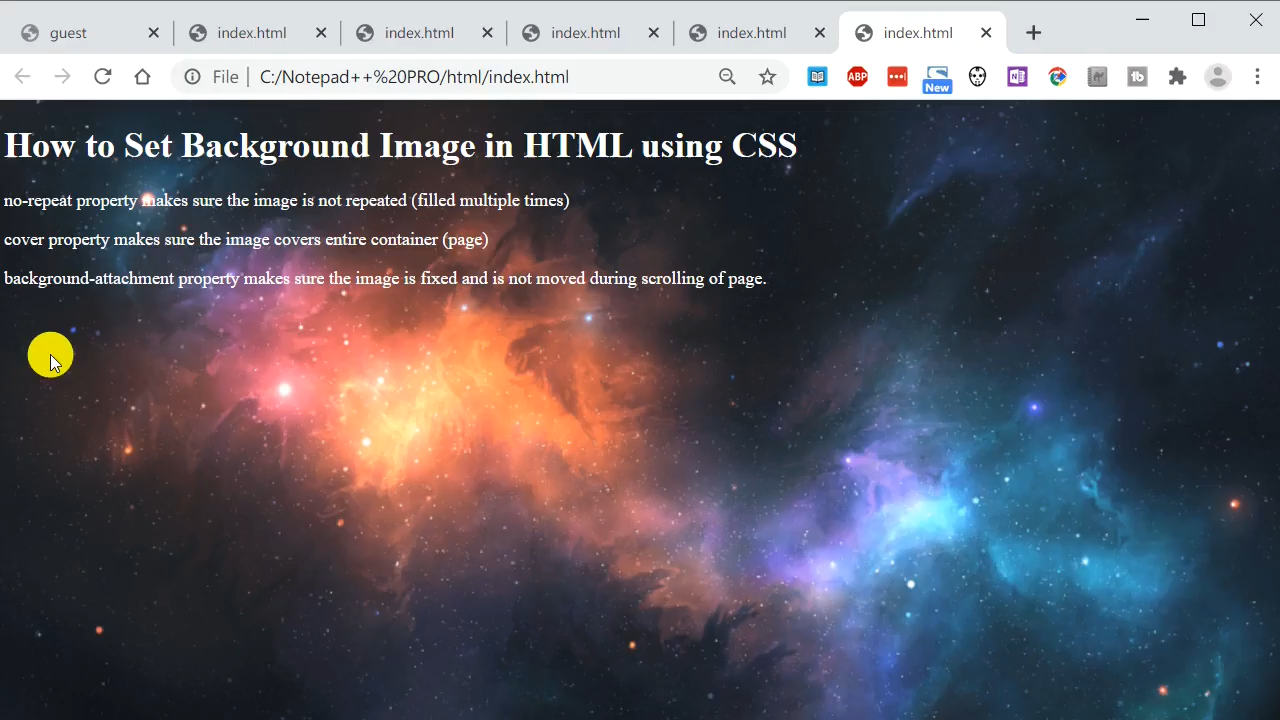 guest
index.html
index.html
index.html
index.html
index.html
File
C:/Notepad++%20PRO/html/index.html
ABP
New
N
tb
How to Set Background Image in HTML using CSS
no-repeat property makes sure the image is not repeated (filled multiple times)
cover property makes sure the image covers entire container (page)
background-attachment property makes sure the image is fixed and is not moved during scrolling of page.